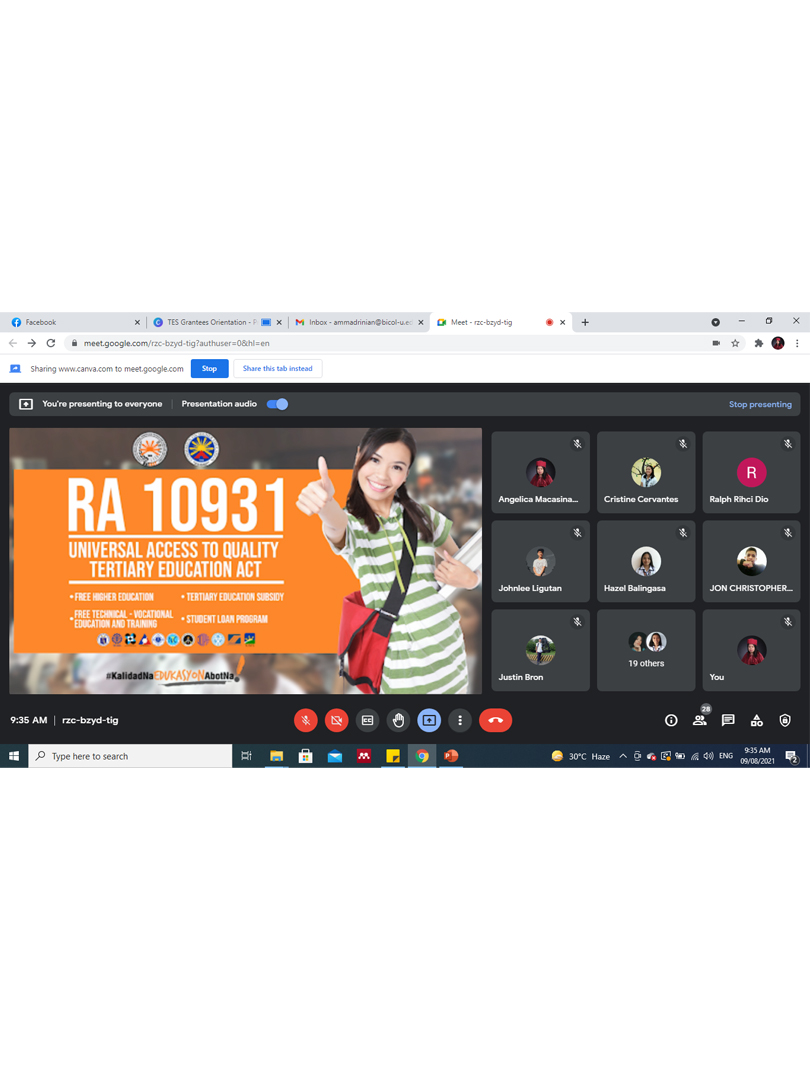 Facebook
TES Grantees Orientation - P
Inbox - ammadrinian@bicol-u.e
Meet - rzc-bzyd-tig
meet.google.com/rzc-bzyd-tig?authuser=0&hl=en
Sharing www.canva.com to meet.google.com
Stop
Share this tab instead
You're presenting to everyone
Presentation audio
Stop presenting
RA 10931
UNIVERSAL ACCESS TO QUALITY
TERTIARY EDUCATION ACT
• FREE HIGHER EDUCATION
• TERTIARY EDUCATION SUBSIDY
• FREE TECHNICAL - VOCATIONAL
EDUCATION AND TRAINING
• STUDENT LOAN PROGRAM
#KalidadNaEDUKASYONAbotNa!
Angelica Macasina...
Cristine Cervantes
R
Ralph Rihci Dio
Johnlee Ligutan
Hazel Balingasa
JON CHRISTOPHER...
Justin Bron
19 others
You
9:35 AM | rzc-bzyd-tig
28
Type here to search
30°C Haze
ENG
9:35 AM
09/08/2021
2